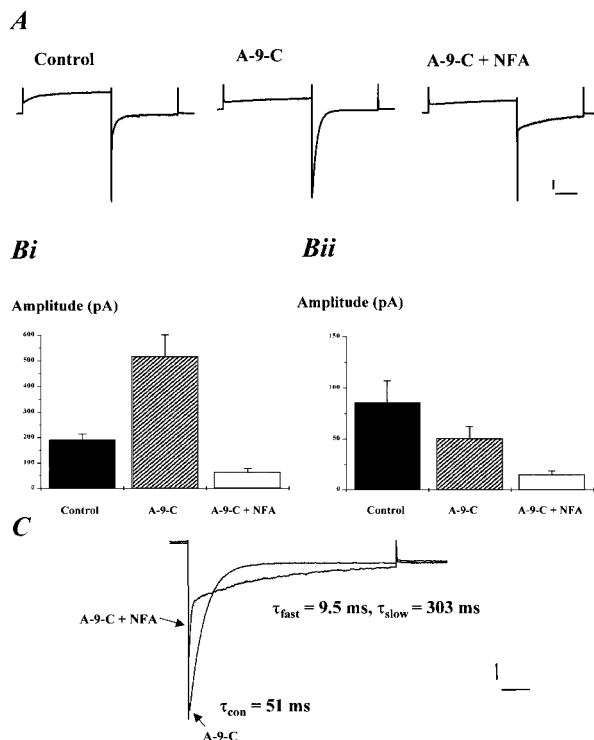 A
Control
A-9-C
A-9-C + NFA
Bi
Bii
Amplitude (pA)
600
500
400
300
200
100
0
Control
A-9-C
A-9-C + NFA
Amplitude (pA)
150
100
50
0
Control
A-9-C
A-9-C + NFA
C
A-9-C + NFA
τfast = 9.5 ms, τslow = 303 ms
τcon = 51 ms
A-9-C